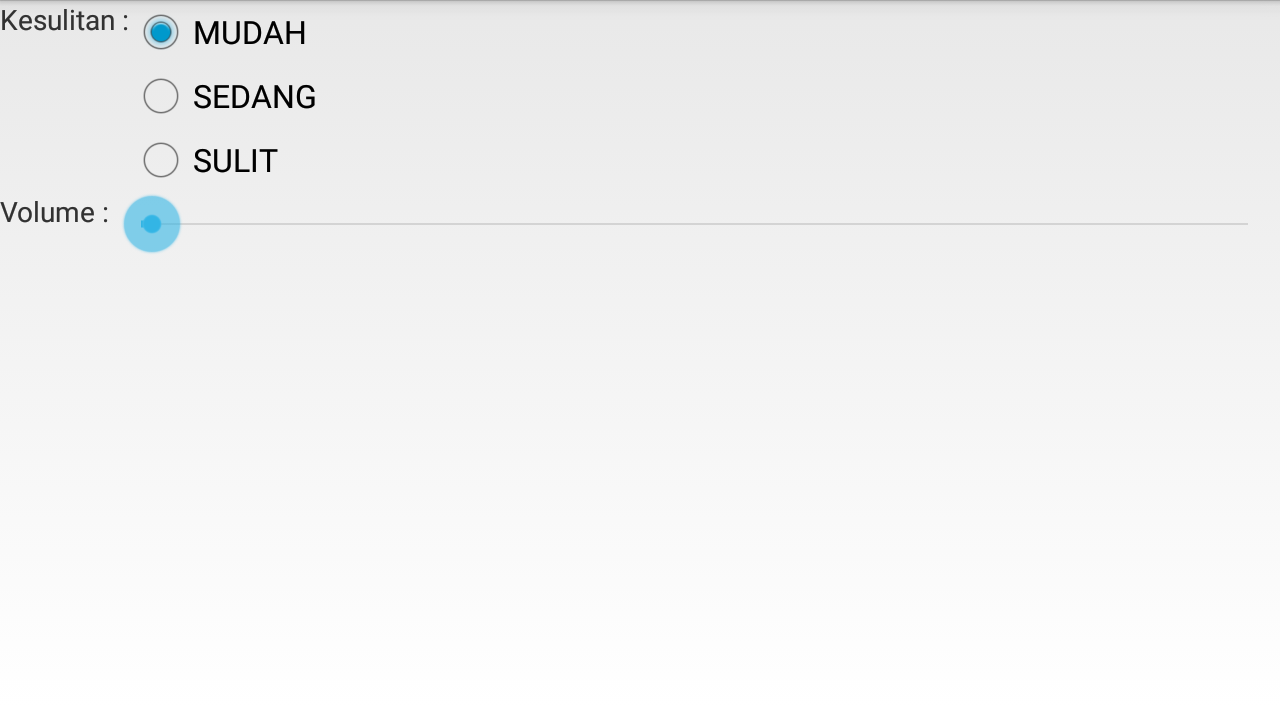 Kesulitan :
MUDAH
SEDANG
SULIT
Volume :